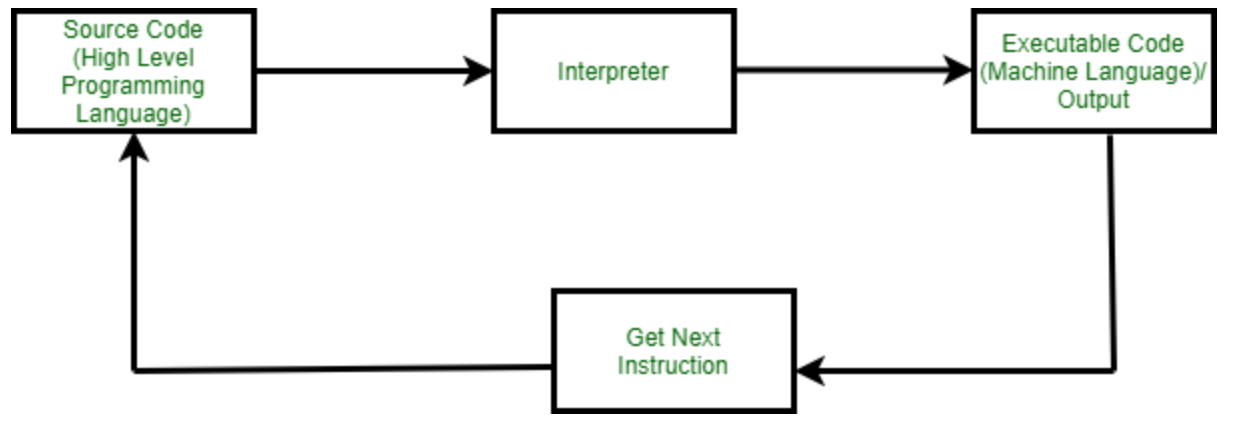 Source Code
(High Level
Programming
Language)
Interpreter
Executable Code
(Machine Language)/
Output
Get Next
Instruction